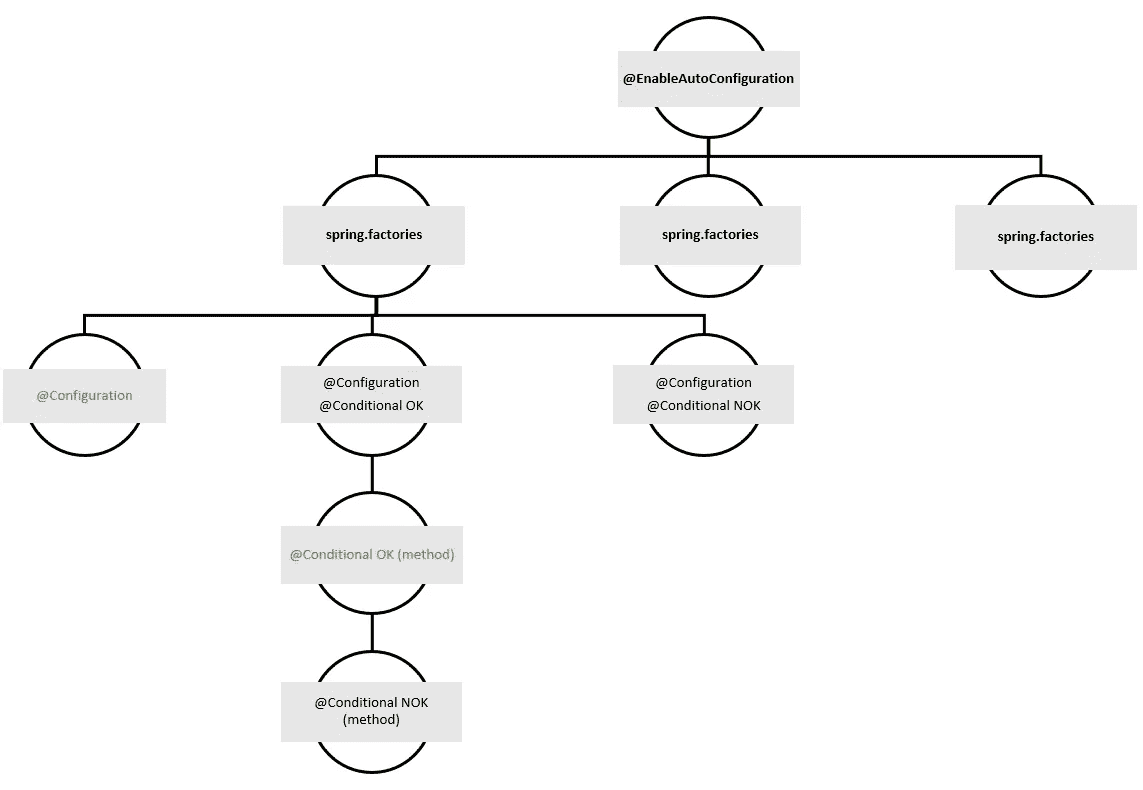 @EnableAutoConfiguration
spring.factories
spring.factories
spring.factories
@Configuration
@Configuration
@Conditional OK
@Configuration
@Conditional NOK
@Conditional OK (method)
@Conditional NOK
(method)